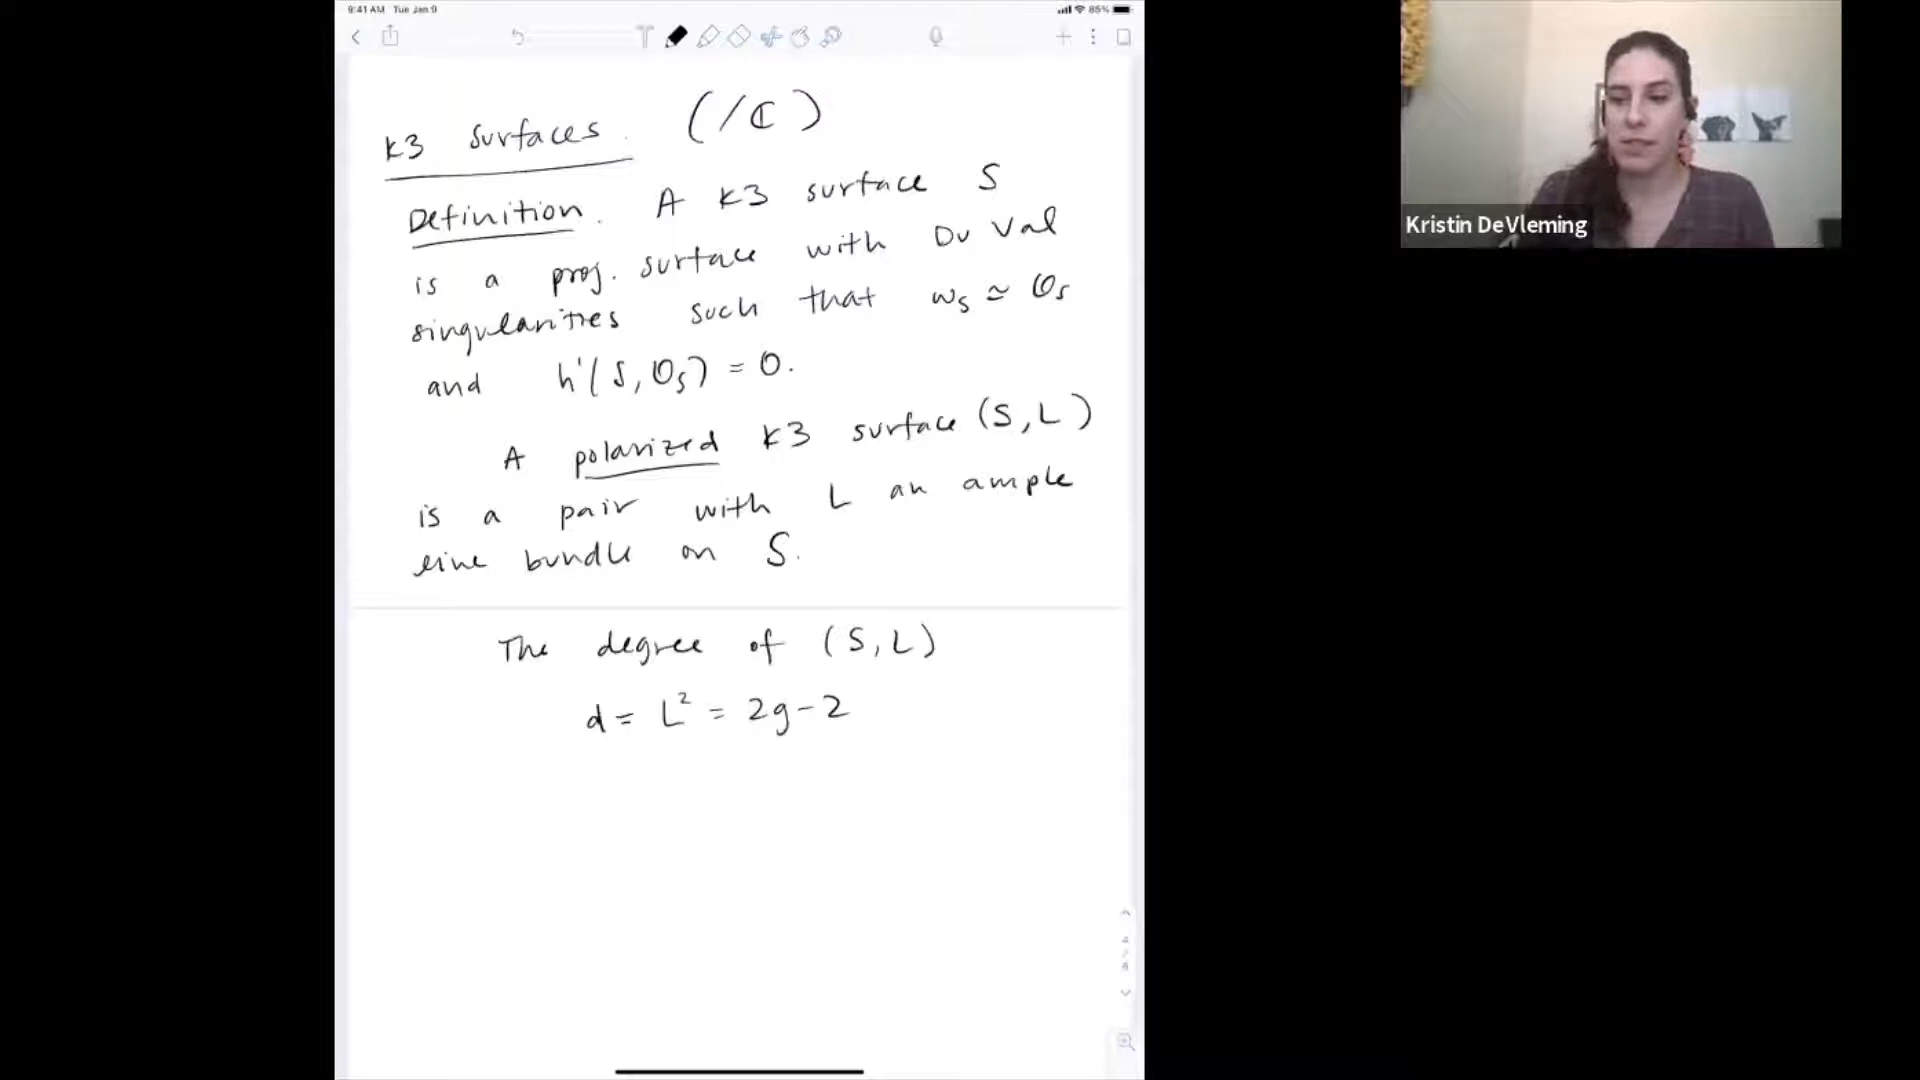 9:41 AM Tue Jan 9
85%
K3 surfaces. (/ℂ)
Definition. A K3 surface S
is a proj. surface with Du Val
singularities such that ω_S ≃ O_S
and h¹(S, O_S) = 0.
A polarized K3 surface (S, L)
is a pair with L an ample
line bundle on S.
The degree of (S, L)
d = L² = 2g-2
Kristin DeVleming